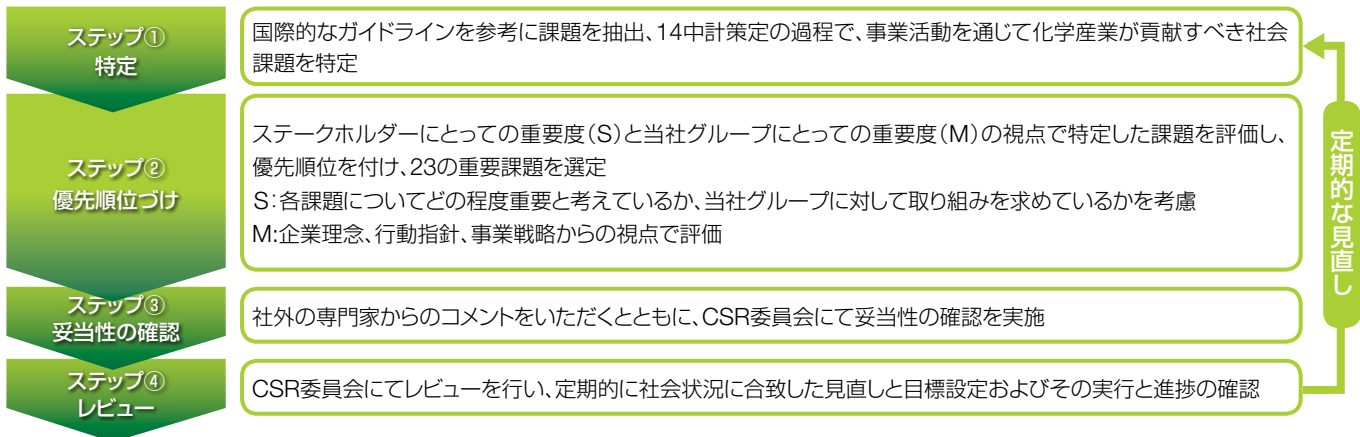 ステップ①
特定
国際的なガイドラインを参考に課題を抽出、14中計策定の過程で、事業活動を通じて化学産業が貢献すべき社会
課題を特定
ステップ②
優先順位づけ
ステークホルダーにとっての重要度(S)と当社グループにとっての重要度(M)の視点で特定した課題を評価し、
優先順位を付け、23の重要課題を選定
S:各課題についてどの程度重要と考えているか、当社グループに対して取り組みを求めているかを考慮
M:企業理念、行動指針、事業戦略からの視点で評価
ステップ③
妥当性の確認
社外の専門家からのコメントをいただくとともに、CSR委員会にて妥当性の確認を実施
ステップ④
レビュー
CSR委員会にてレビューを行い、定期的に社会状況に合致した見直しと目標設定およびその実行と進捗の確認
定期的な見直し